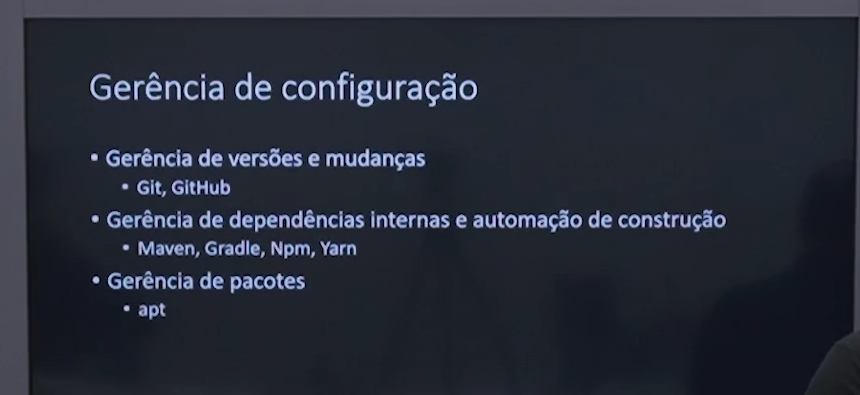 Gerência de configuração
• Gerência de versões e mudanças
• Git, GitHub
• Gerência de dependências internas e automação de construção
• Maven, Gradle, Npm, Yarn
• Gerência de pacotes
• apt